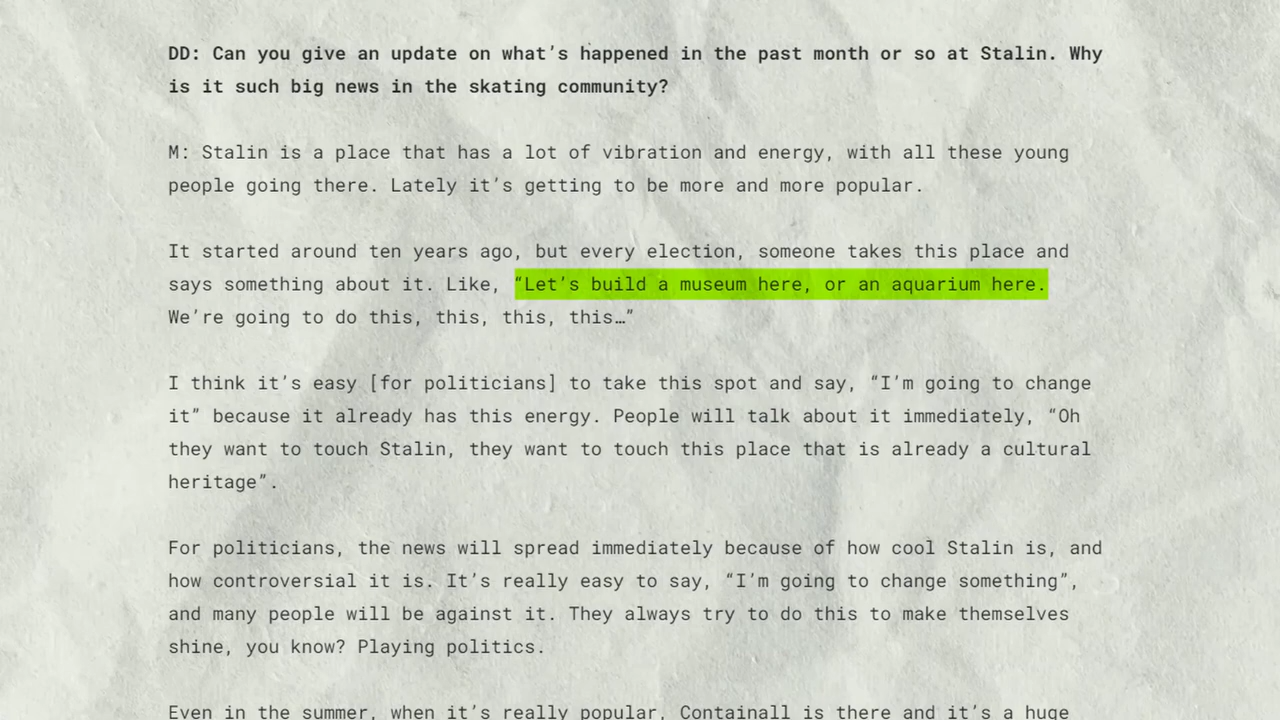 DD: Can you give an update on what’s happened in the past month or so at Stalin. Why
is it such big news in the skating community?
M: Stalin is a place that has a lot of vibration and energy, with all these young
people going there. Lately it’s getting to be more and more popular.
It started around ten years ago, but every election, someone takes this place and
says something about it. Like, “Let’s build a museum here, or an aquarium here.
We’re going to do this, this, this, this…”
I think it’s easy [for politicians] to take this spot and say, “I’m going to change
it” because it already has this energy. People will talk about it immediately, “Oh
they want to touch Stalin, they want to touch this place that is already a cultural
heritage”.
For politicians, the news will spread immediately because of how cool Stalin is, and
how controversial it is. It’s really easy to say, “I’m going to change something”,
and many people will be against it. They always try to do this to make themselves
shine, you know? Playing politics.
Even in the summer, when it’s really popular, Containall is there and it’s a huge